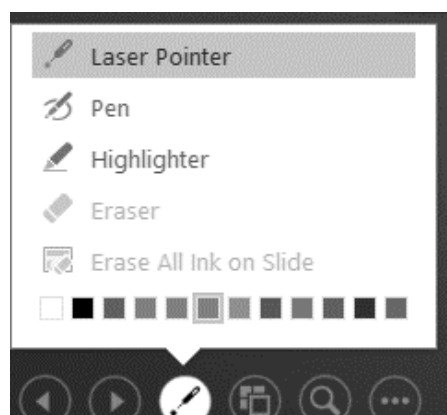 Laser Pointer
Pen
Highlighter
Eraser
Erase All Ink on Slide